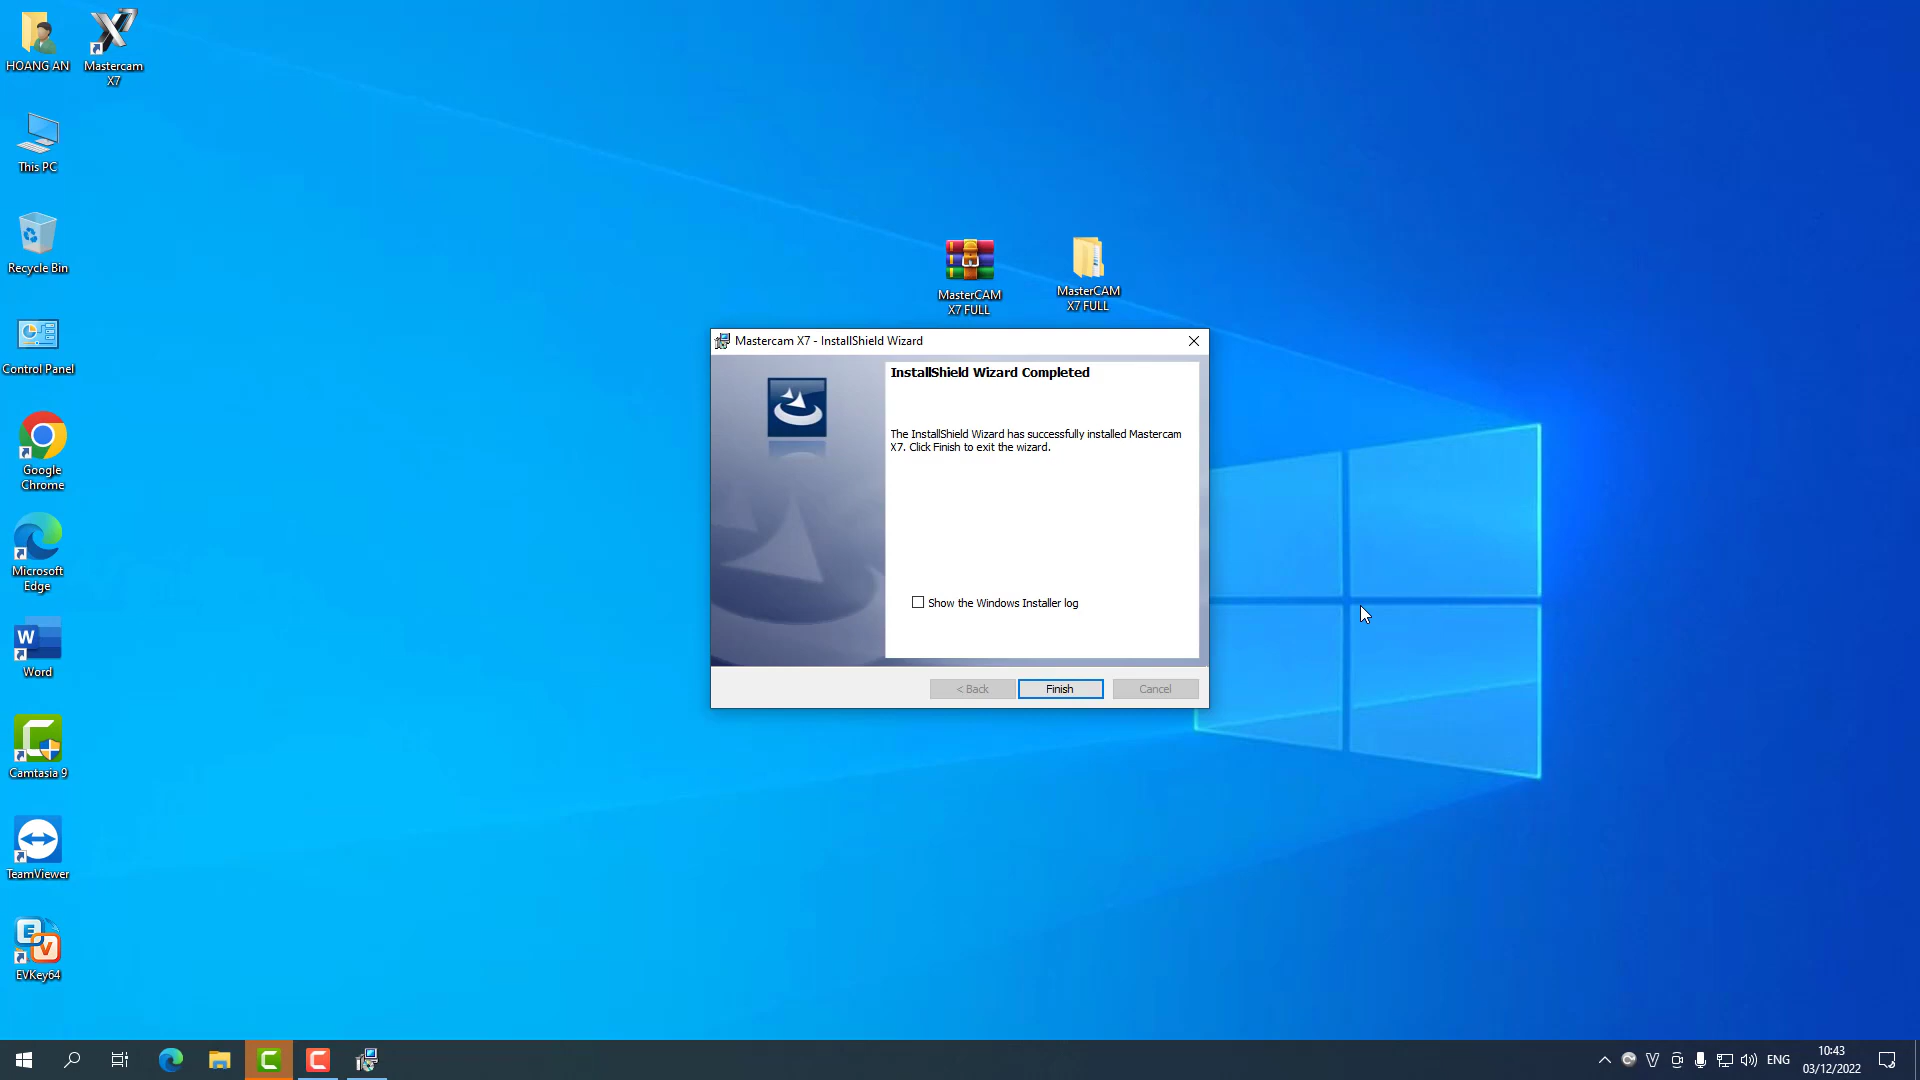 HOANG AN
Mastercam
X7
This PC
Recycle Bin
Control Panel
Google
Chrome
Microsoft
Edge
Word
Camtasia 9
TeamViewer
EVKey64
MasterCAM
X7 FULL
MasterCAM
X7 FULL
Mastercam X7 - InstallShield Wizard
InstallShield Wizard Completed
The InstallShield Wizard has successfully installed Mastercam
X7. Click Finish to exit the wizard.
Show the Windows Installer log
< Back
Finish
Cancel
ENG
10:43
03/12/2022